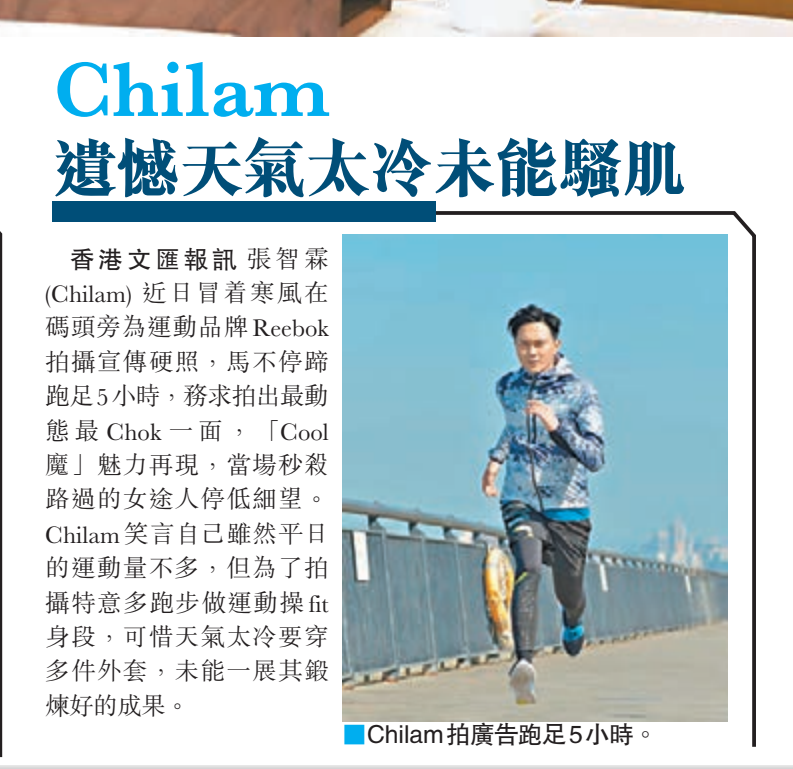 Chilam
遺憾天氣太冷未能騷肌
香港文匯報訊 張智霖
(Chilam) 近日冒着寒風在
碼頭旁為運動品牌Reebok
拍攝宣傳硬照，馬不停蹄
跑足5小時，務求拍出最動
態最Chok一面，「Cool
魔」魅力再現，當場秒殺
路過的女途人停低細望。
Chilam笑言自己雖然平日
的運動量不多，但為了拍
攝特意多跑步做運動操fit
身段，可惜天氣太冷要穿
多件外套，未能一展其鍛
煉好的成果。
■Chilam拍廣告跑足5小時。